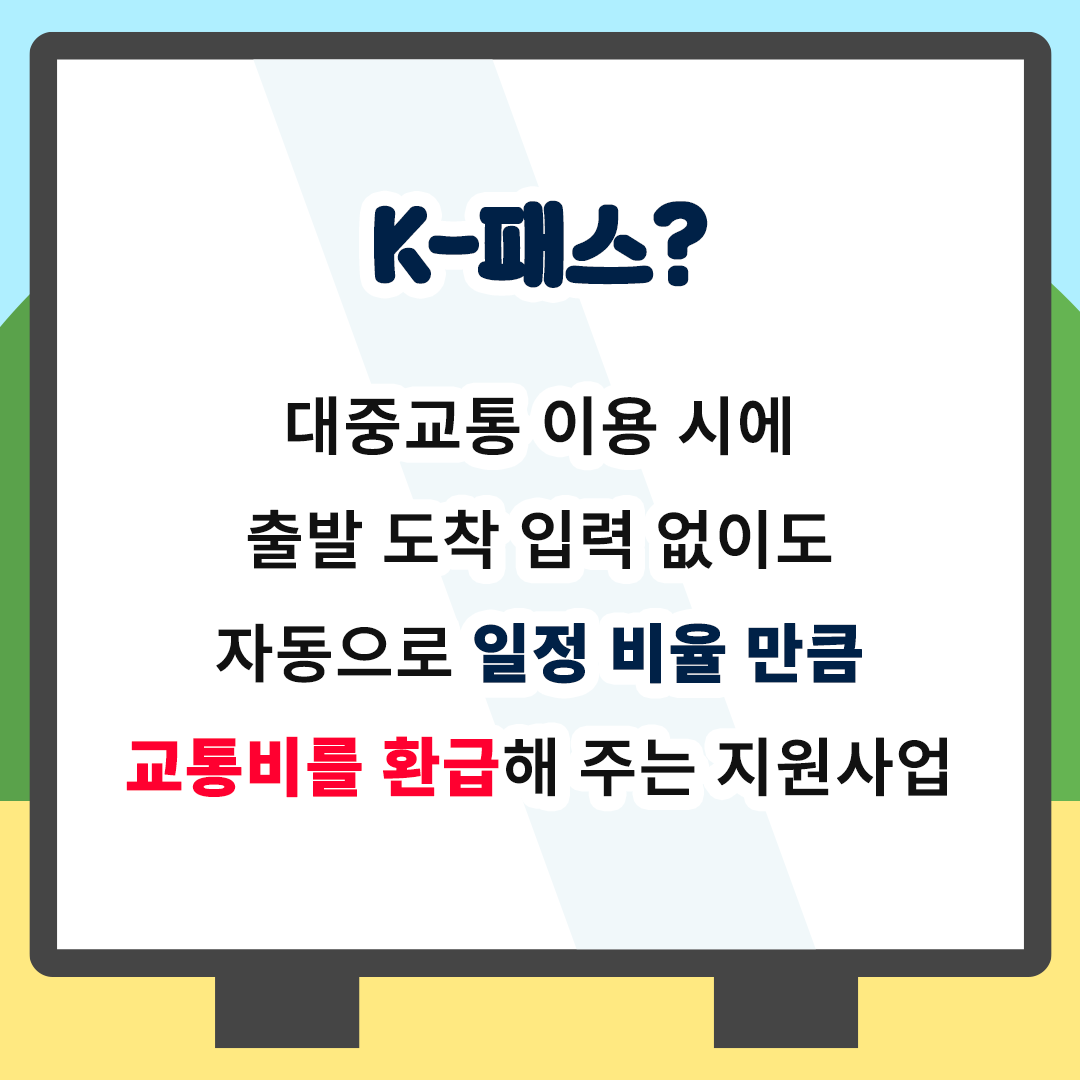 K-패스?
대중교통 이용 시에
출발 도착 입력 없이도
자동으로 일정 비율 만큼
교통비를 환급해 주는 지원사업